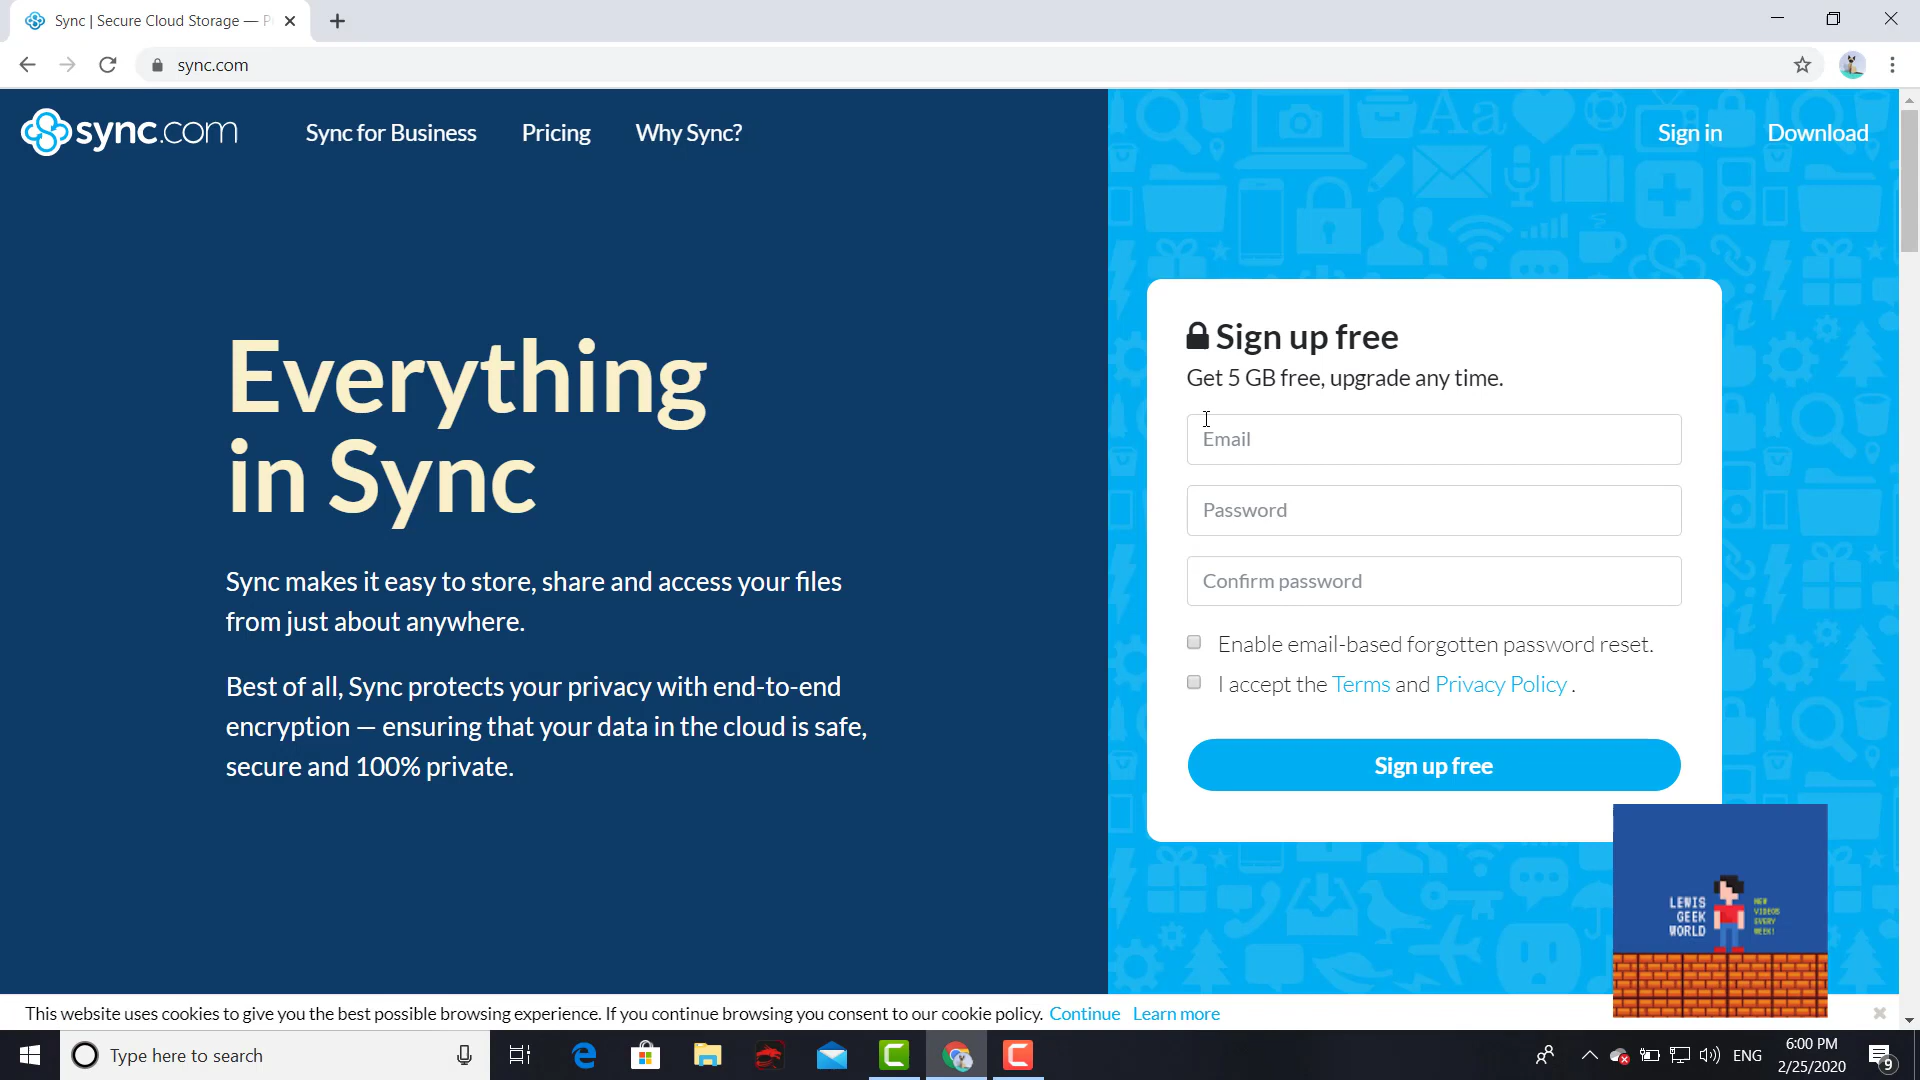 Sync | Secure Cloud Storage — P
sync.com
sync.com
Sync for Business
Pricing
Why Sync?
Sign in
Download
Aa
Everything
in Sync
Sync makes it easy to store, share and access your files
from just about anywhere.
Best of all, Sync protects your privacy with end-to-end
encryption — ensuring that your data in the cloud is safe,
secure and 100% private.
Sign up free
Get 5 GB free, upgrade any time.
Email
Password
Confirm password
Enable email-based forgotten password reset.
I accept the Terms and Privacy Policy .
Sign up free
LEWIS
GEEK
WORLD
NEW
VIDEOS
EVERY
WEEK!
This website uses cookies to give you the best possible browsing experience. If you continue browsing you consent to our cookie policy. Continue Learn more
Type here to search
ENG
6:00 PM
2/25/2020
9